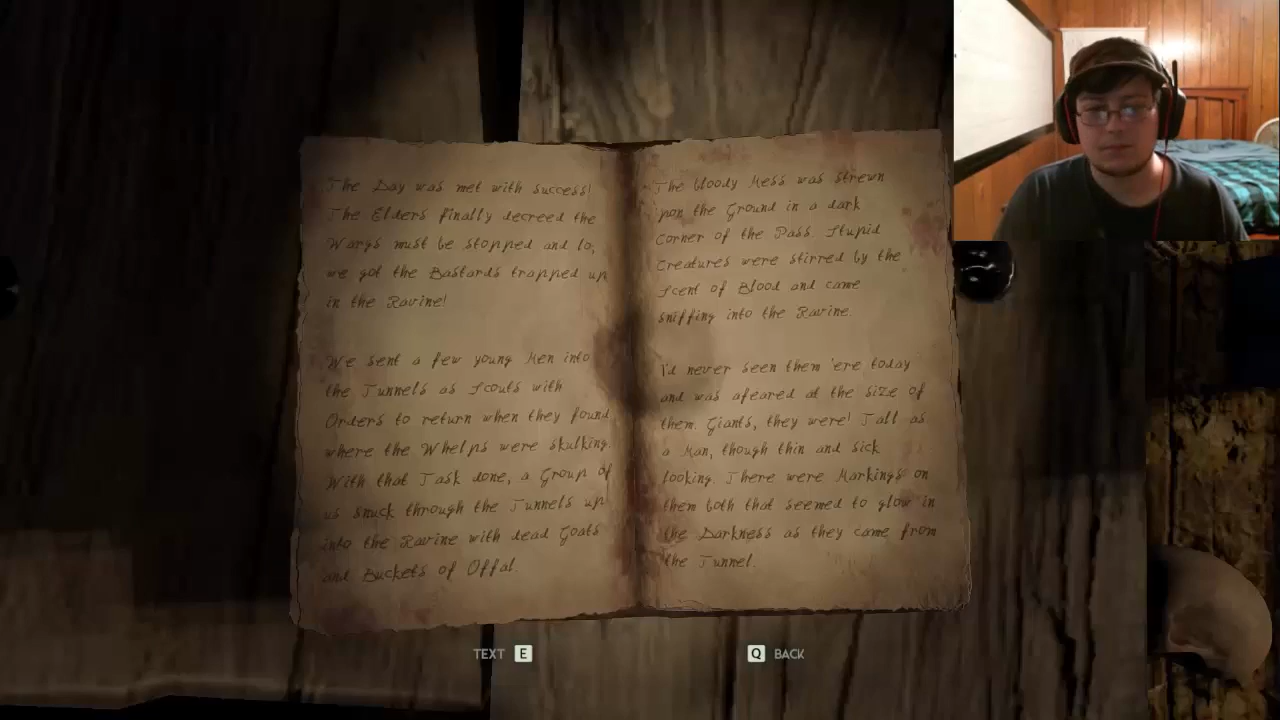 The Day was met with success!
The Elders finally decreed the
Wargs must be stopped and lo,
we got the Bastards trapped up
in the Ravine!
We sent a few young Men into
the Tunnels as Scouts with
Orders to return when they found
where the Whelps were skulking.
With that Task done, a Group of
us snuck through the Tunnels up
into the Ravine with dead Goats
and Buckets of Offal.
The bloody Mess was strewn
pon the Ground in a dark
Corner of the Pass. Stupid
Creatures were stirred by the
Scent of Blood and came
sniffing into the Ravine.
I'd never seen them 'ere today
and was afeared at the size of
them. Giants, they were! Tall as
a Man, though thin and sick
looking. There were Markings on
them both that seemed to glow in
the Darkness as they came from
the Tunnel.
TEXT E
Q BACK